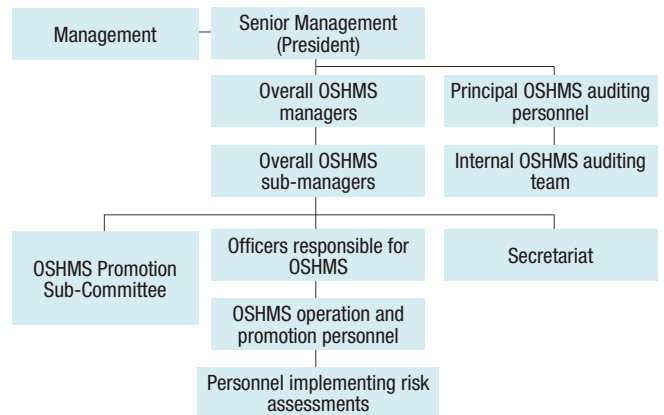 Management
Senior Management
(President)
Overall OSHMS
managers
Principal OSHMS auditing
personnel
Overall OSHMS
sub-managers
Internal OSHMS auditing
team
OSHMS Promotion
Sub-Committee
Officers responsible for
OSHMS
Secretariat
OSHMS operation and
promotion personnel
Personnel implementing risk
assessments